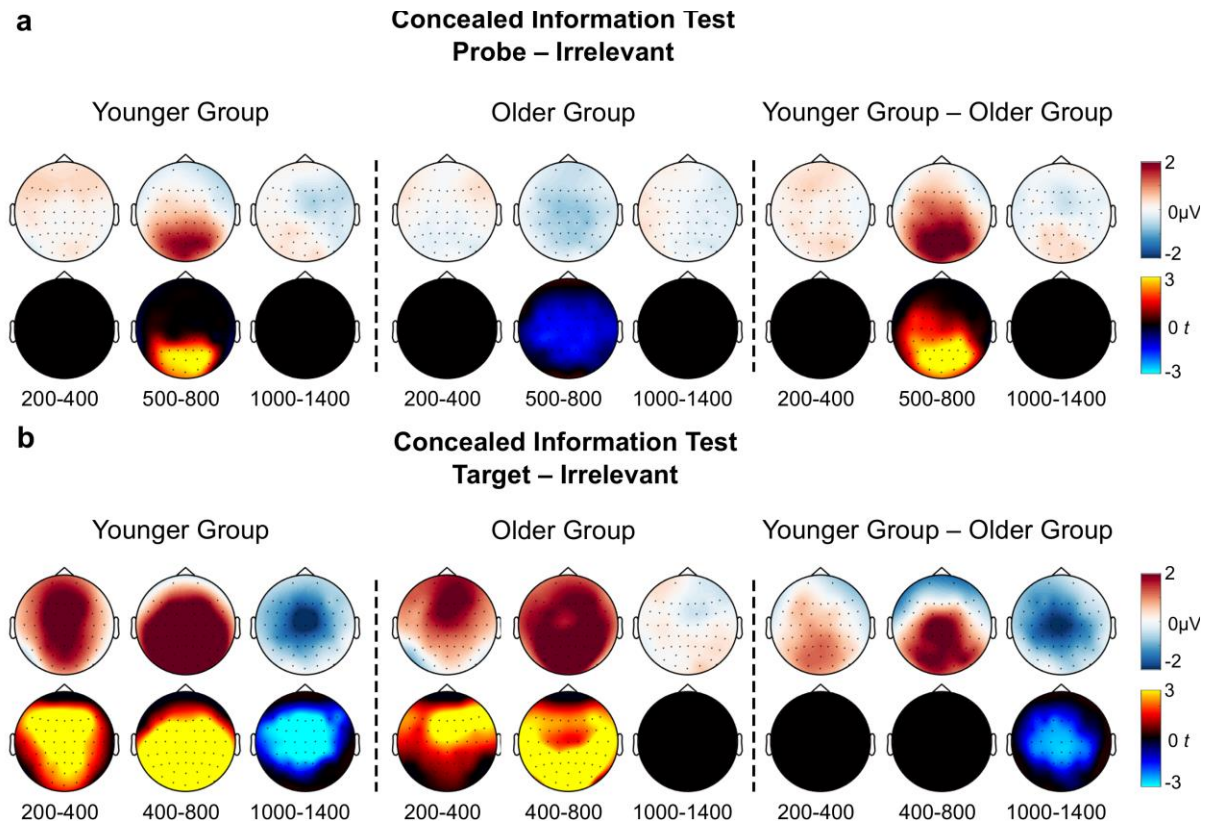 a
Concealed Information Test
Probe – Irrelevant
Younger Group
Older Group
Younger Group – Older Group
2
0µV
-2
3
0 t
-3
200-400
500-800
1000-1400
200-400
500-800
1000-1400
200-400
500-800
1000-1400
b
Concealed Information Test
Target – Irrelevant
Younger Group
Older Group
Younger Group – Older Group
2
0µV
-2
3
0 t
-3
200-400
400-800
1000-1400
200-400
400-800
1000-1400
200-400
400-800
1000-1400